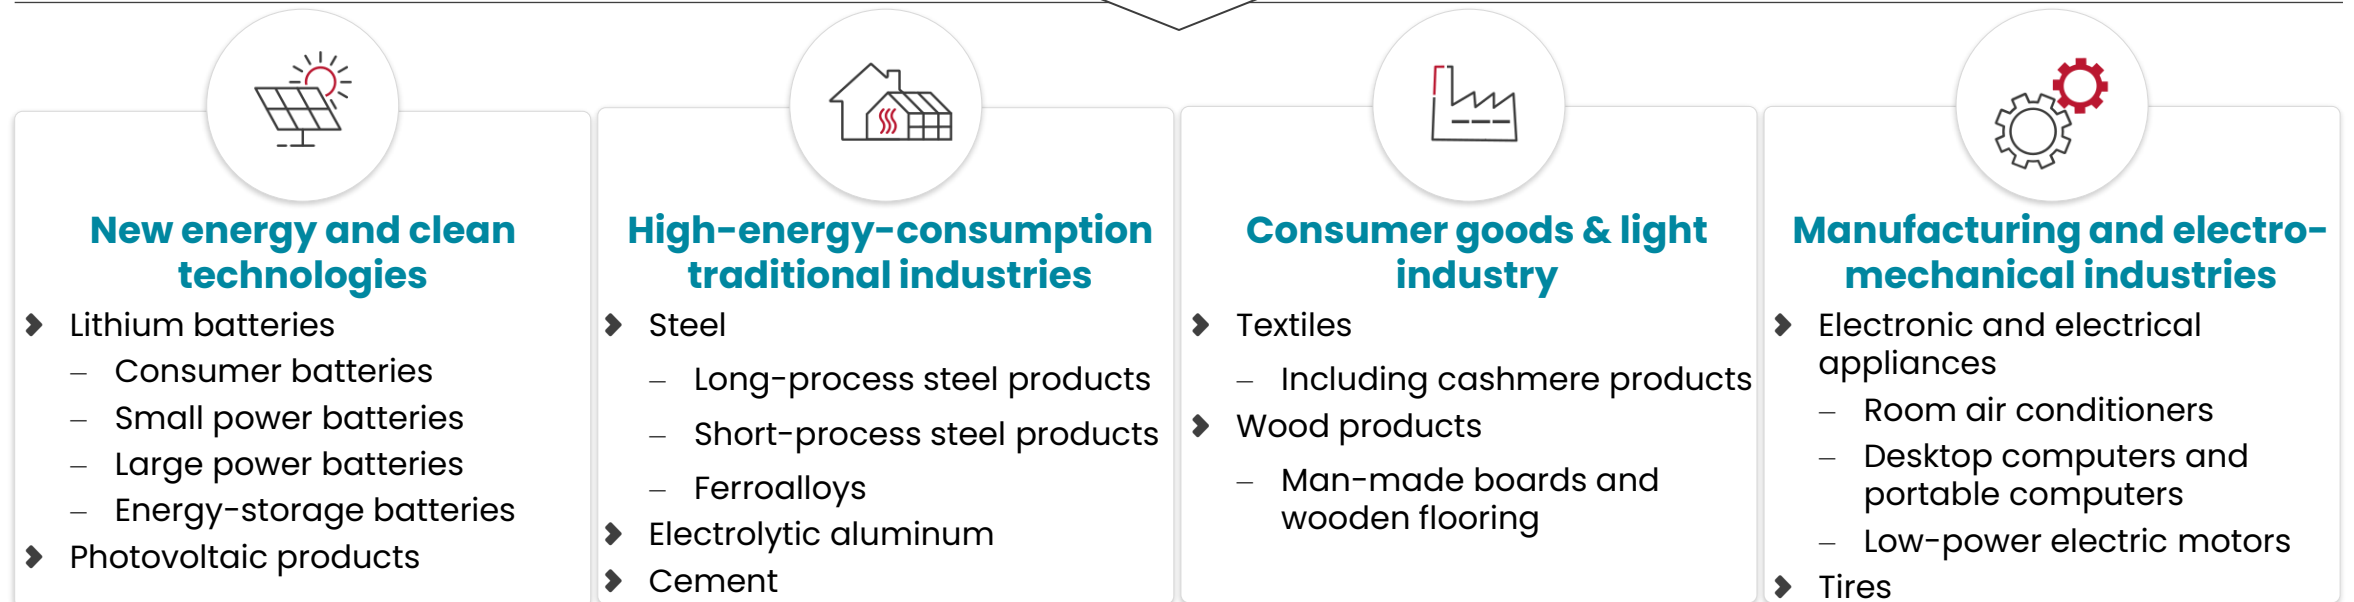 New energy and clean
technologies
Lithium batteries
– Consumer batteries
– Small power batteries
– Large power batteries
– Energy-storage batteries
Photovoltaic products
High-energy-consumption
traditional industries
Steel
– Long-process steel products
– Short-process steel products
– Ferroalloys
Electrolytic aluminum
Cement
Consumer goods & light
industry
Textiles
– Including cashmere products
Wood products
– Man-made boards and
wooden flooring
Manufacturing and electro-
mechanical industries
Electronic and electrical
appliances
– Room air conditioners
– Desktop computers and
portable computers
– Low-power electric motors
Tires